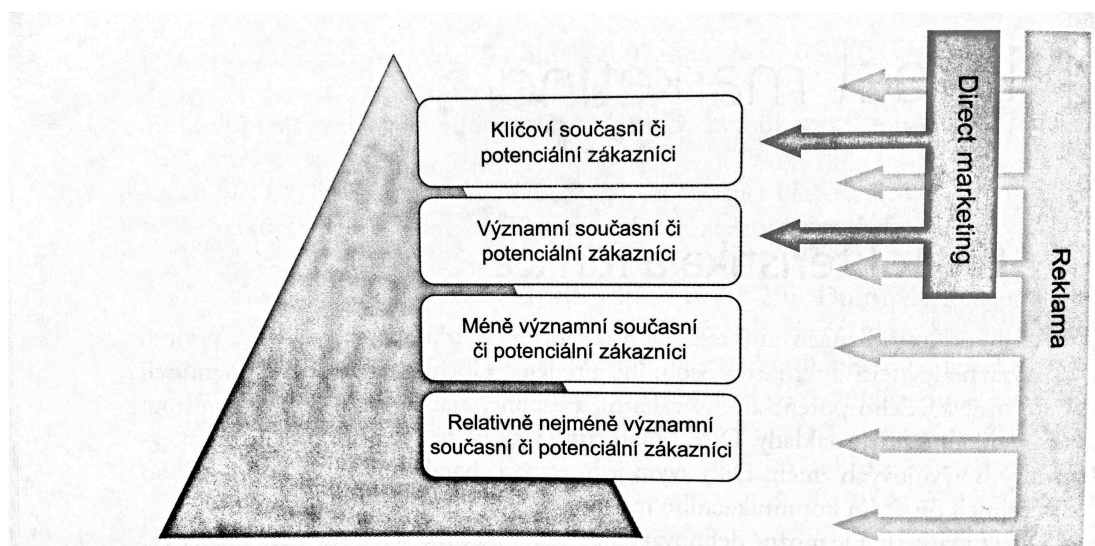 Klíčoví současní či
potenciální zákazníci
Významní současní či
potenciální zákazníci
Méně významní současní
či potenciální zákazníci
Relativně nejméně významní
současní či potenciální zákazníci
Direct marketing
Reklama